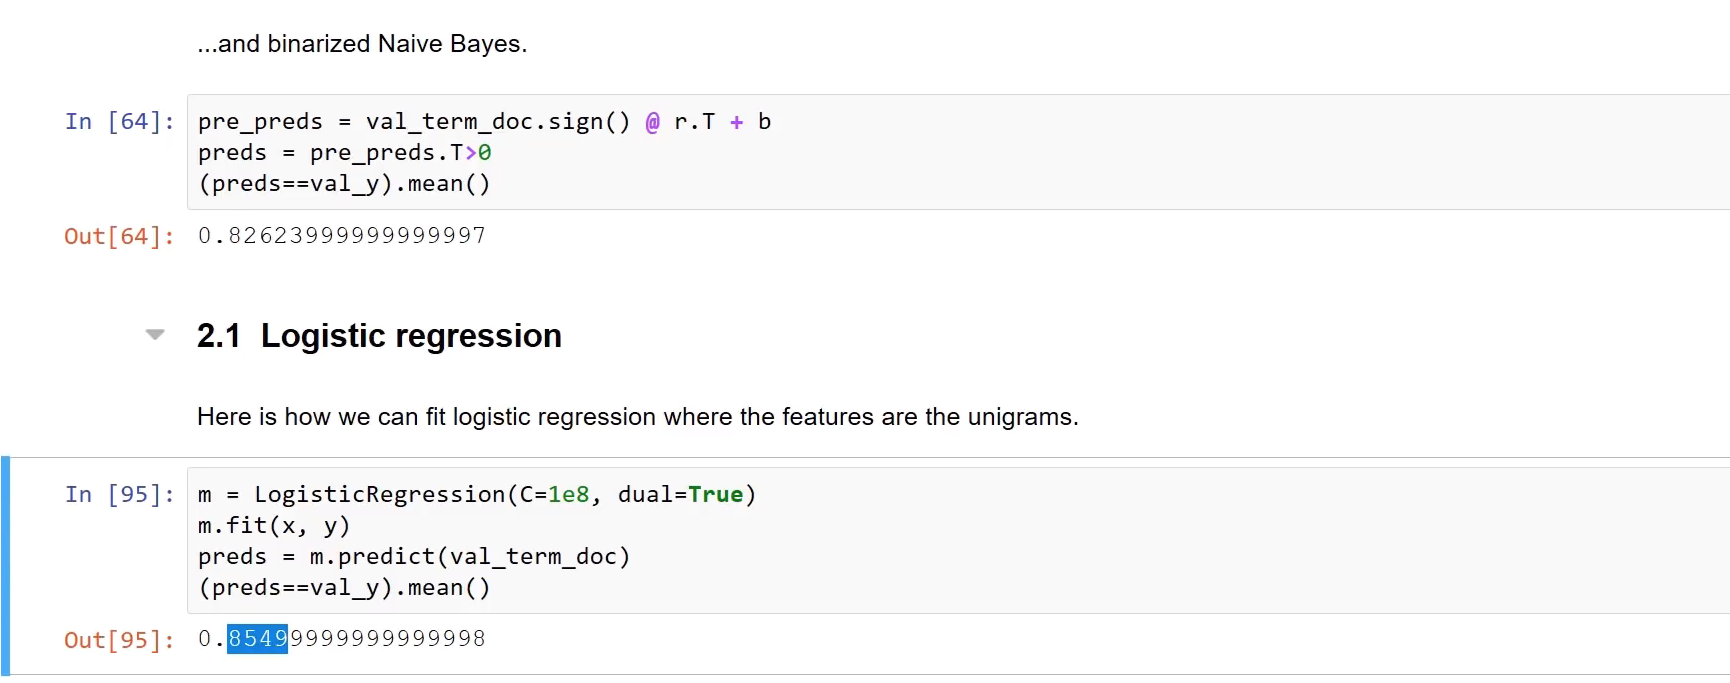 ...and binarized Naive Bayes.
In [64]: pre_preds = val_term_doc.sign() @ r.T + b
preds = pre_preds.T>0
(preds==val_y).mean()
Out[64]: 0.82623999999999997
2.1 Logistic regression
Here is how we can fit logistic regression where the features are the unigrams.
In [95]: m = LogisticRegression(C=1e8, dual=True)
m.fit(x, y)
preds = m.predict(val_term_doc)
(preds==val_y).mean()
Out[95]: 0.85499999999999998